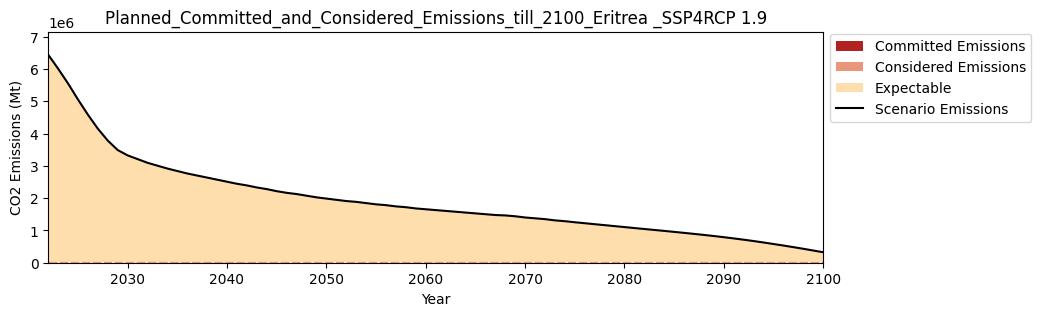 Planned_Committed_and_Considered_Emissions_till_2100_Eritrea _SSP4RCP 1.9
1e6
7
6
5
4
3
2
1
0
CO2 Emissions (Mt)
2030 2040 2050 2060 2070 2080 2090 2100
Year
Committed Emissions
Considered Emissions
Expectable
Scenario Emissions